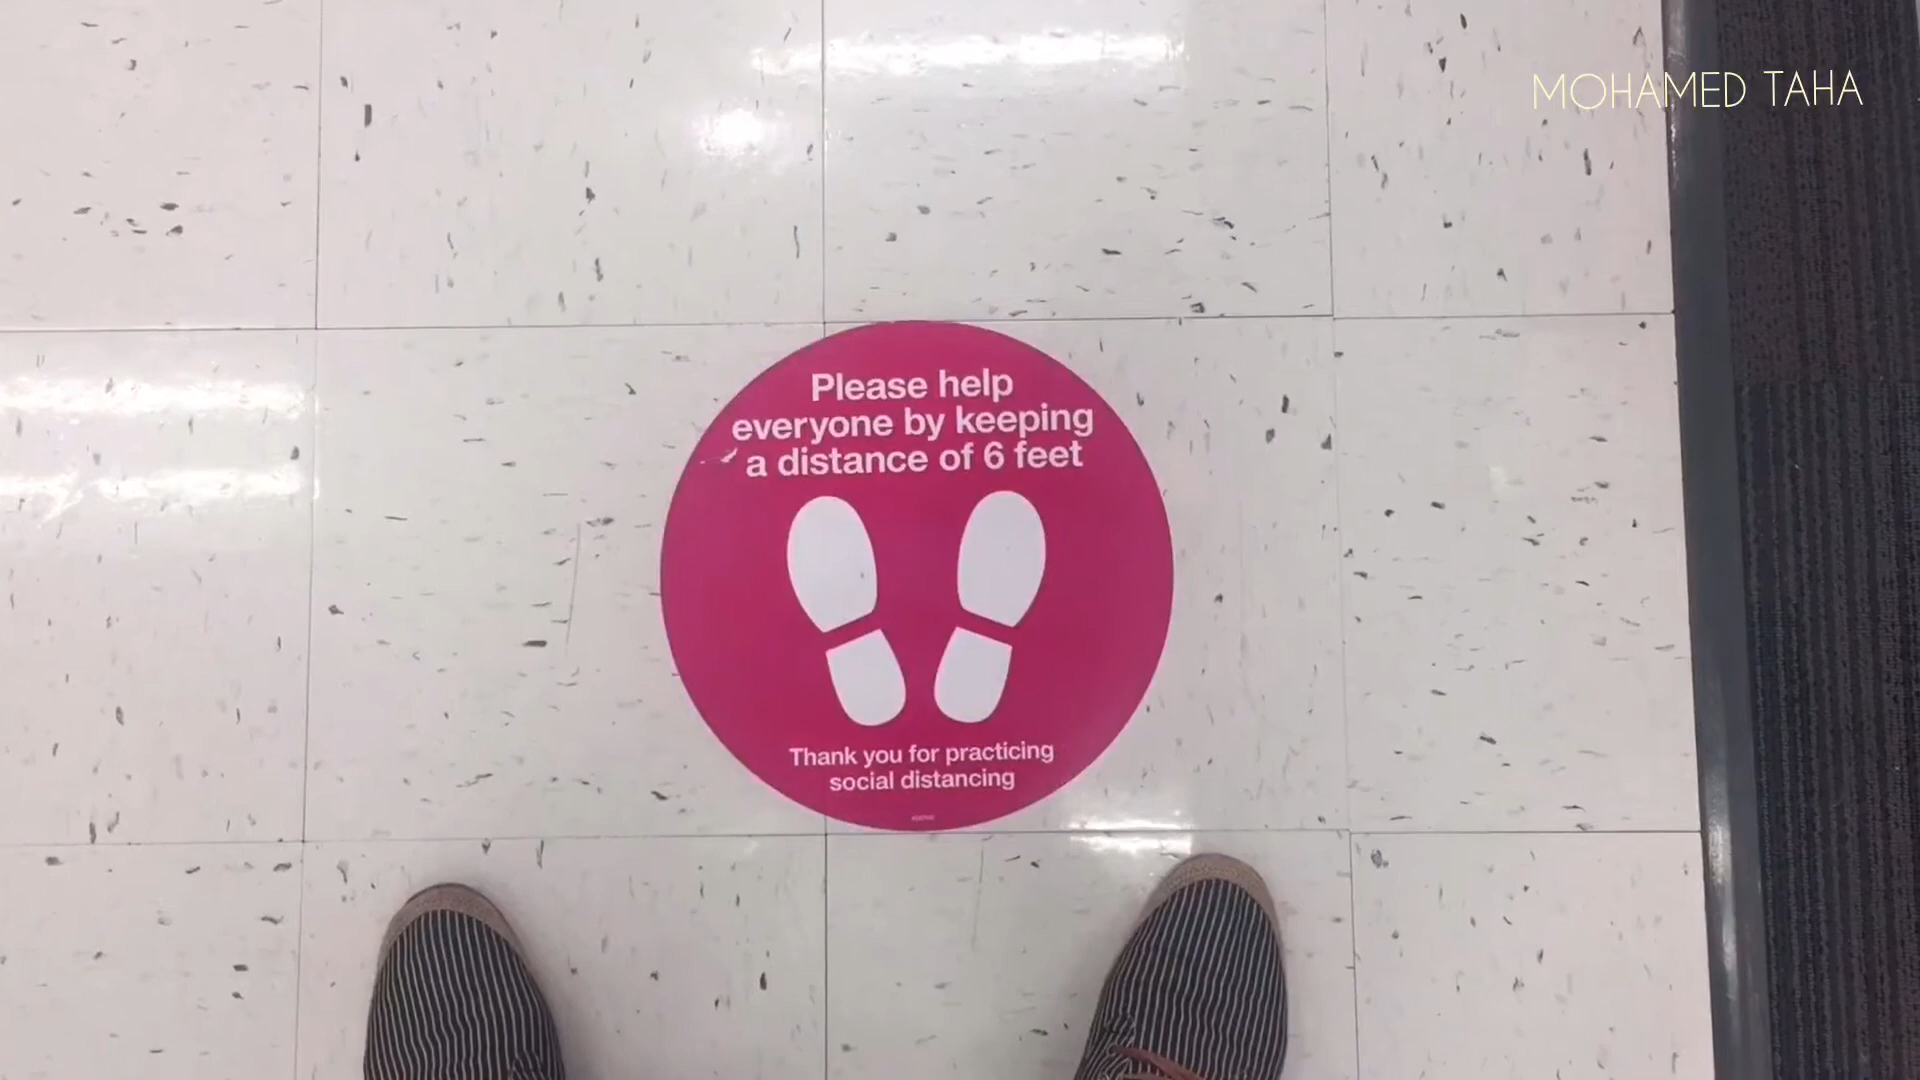 MOHAMED TAHA
Please help
everyone by keeping
a distance of 6 feet
Thank you for practicing
social distancing